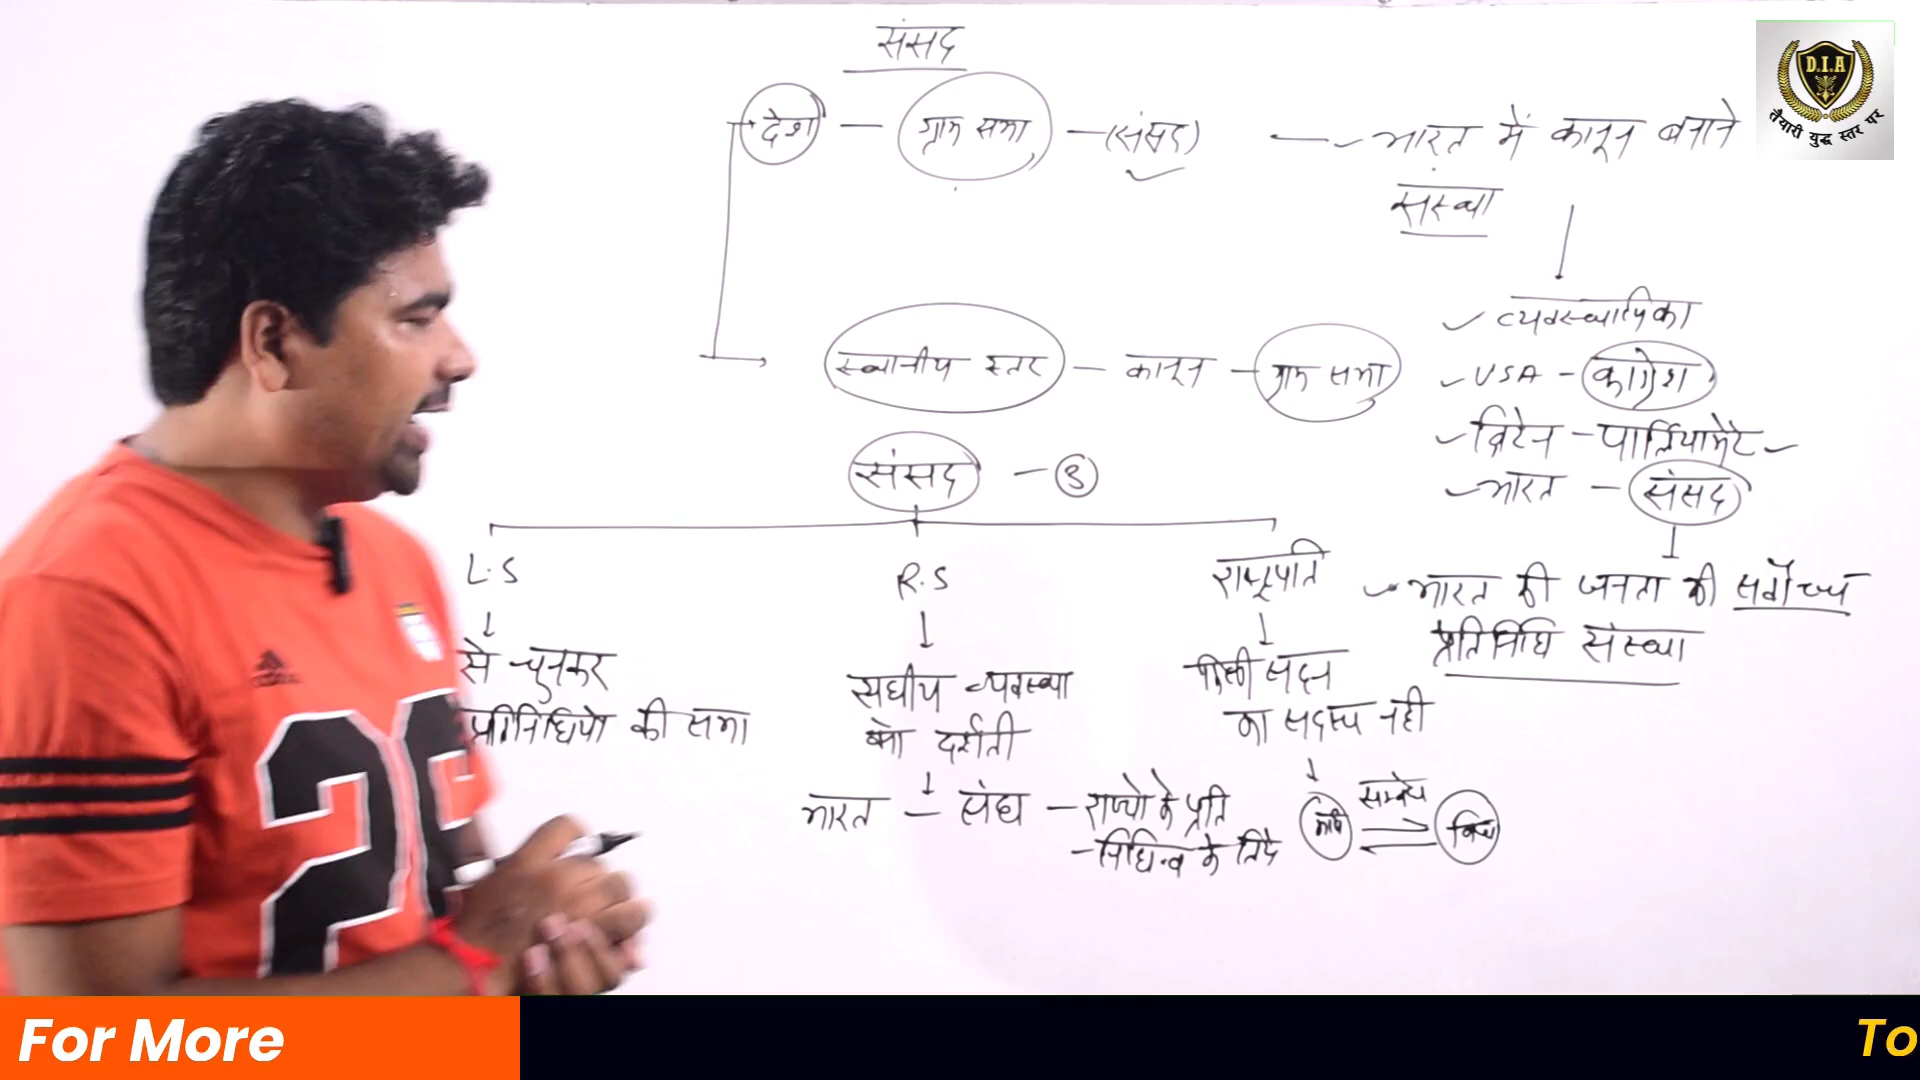 संसद
देश — ग्राम सभा — (संसद) — भारत में कानून बनाने
संस्था
व्यवस्थापिका
स्थानीय स्तर — कानून — ग्राम सभा
USA - कांग्रेश
ब्रिटेन - पार्लियामेंट
संसद - 3
भारत - संसद
L.S
R.S
राष्ट्रपति
भारत की जनता की सर्वोच्च
प्रतिनिधि संस्था
से चुनकर
प्रतिनिधियो की सभा
संघीय व्यवस्था
को दर्शाती
किसी सदन
का सदस्य नही
भारत - संघ - राज्यो के प्रति
-निधित्व के लिये
D.I.A
तैयारी युद्ध स्तर पर
For More
To